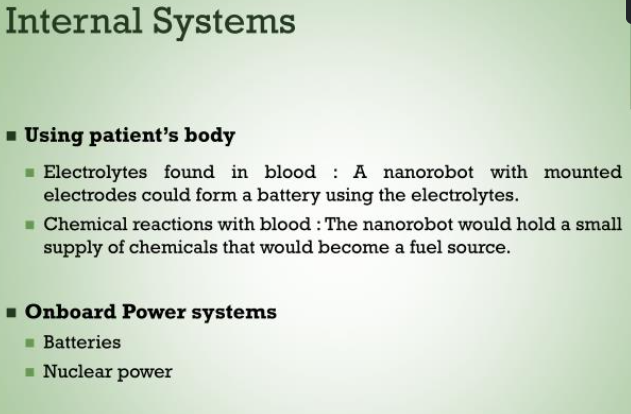 Internal Systems
Using patient's body
Electrolytes found in blood : A nanorobot with mounted
electrodes could form a battery using the electrolytes.
Chemical reactions with blood : The nanorobot would hold a small
supply of chemicals that would become a fuel source.
Onboard Power systems
Batteries
Nuclear power